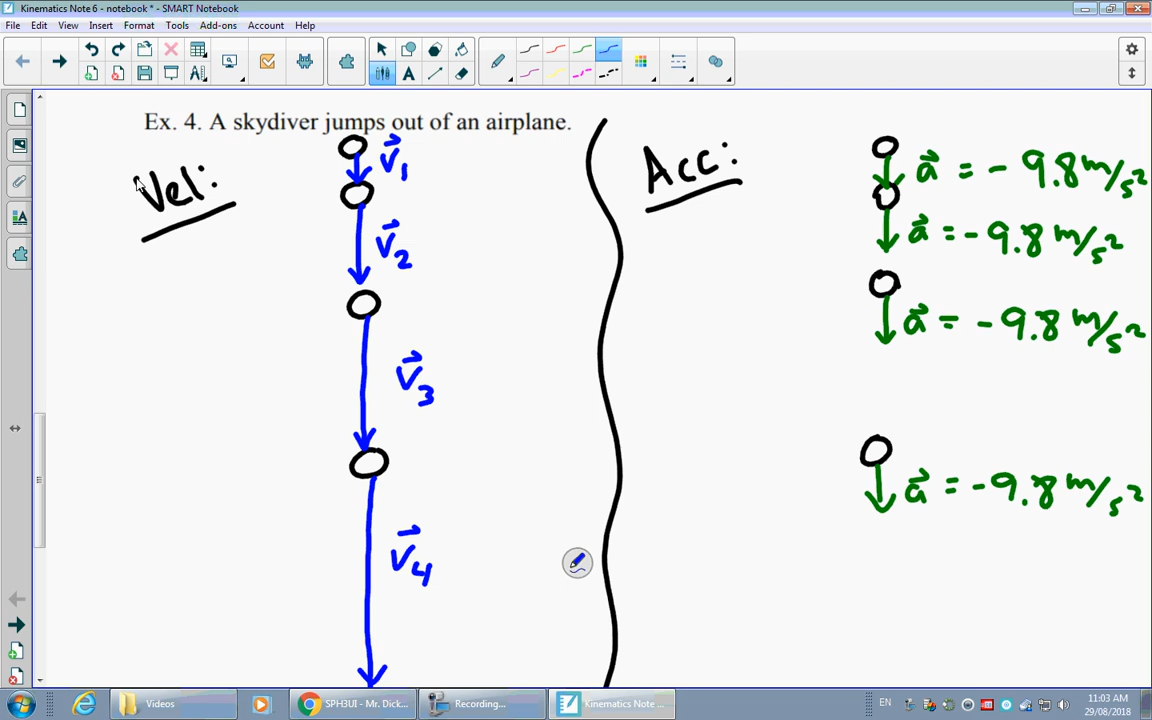 Kinematics Note 6 - notebook * - SMART Notebook
File Edit View Insert Format Tools Add-ons Account Help
Ex. 4. A skydiver jumps out of an airplane.
Vel:
v⃗₁
v⃗₂
v⃗₃
v⃗₄
Acc:
a⃗ = - 9.8 m/s²
a⃗ = - 9.8 m/s²
a⃗ = - 9.8 m/s²
a⃗ = - 9.8 m/s²
Videos
SPH3UI - Mr. Dick...
Recording...
Kinematics Note ...
EN
11:03 AM
29/08/2018